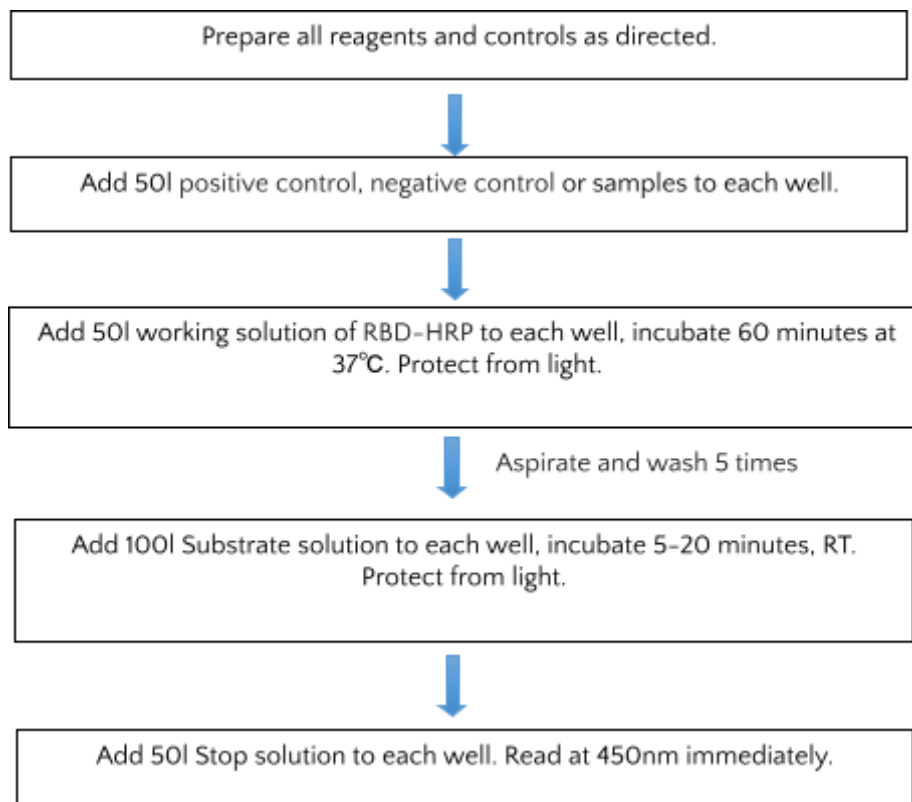 Prepare all reagents and controls as directed.
Add 50l positive control, negative control or samples to each well.
Add 50l working solution of RBD-HRP to each well, incubate 60 minutes at
37℃. Protect from light.
Aspirate and wash 5 times
Add 100l Substrate solution to each well, incubate 5-20 minutes, RT.
Protect from light.
Add 50l Stop solution to each well. Read at 450nm immediately.